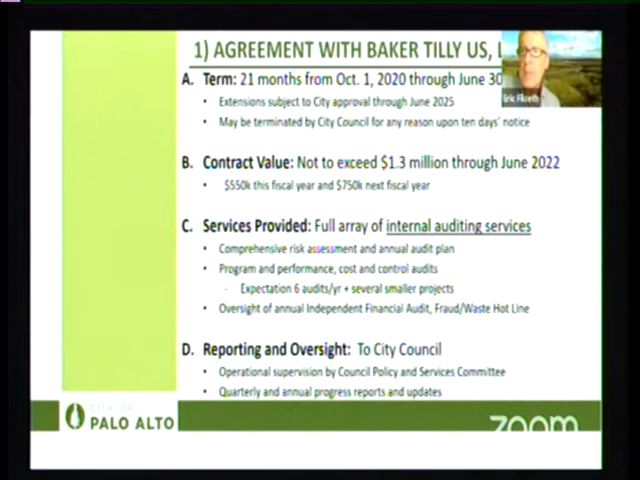 1) AGREEMENT WITH BAKER TILLY US,
A. Term: 21 months from Oct. 1, 2020 through June 30
• Extensions subject to City approval through June 2025
• May be terminated by City Council for any reason upon ten days' notice
B. Contract Value: Not to exceed $1.3 million through June 2022
• $550k this fiscal year and $750k next fiscal year
C. Services Provided: Full array of internal auditing services
• Comprehensive risk assessment and annual audit plan
• Program and performance, cost and control audits
- Expectation 6 audits/yr + several smaller projects
• Oversight of annual Independent Financial Audit, Fraud/Waste Hot Line
D. Reporting and Oversight: To City Council
• Operational supervision by Council Policy and Services Committee
• Quarterly and annual progress reports and updates
CITY OF
PALO ALTO
zoom